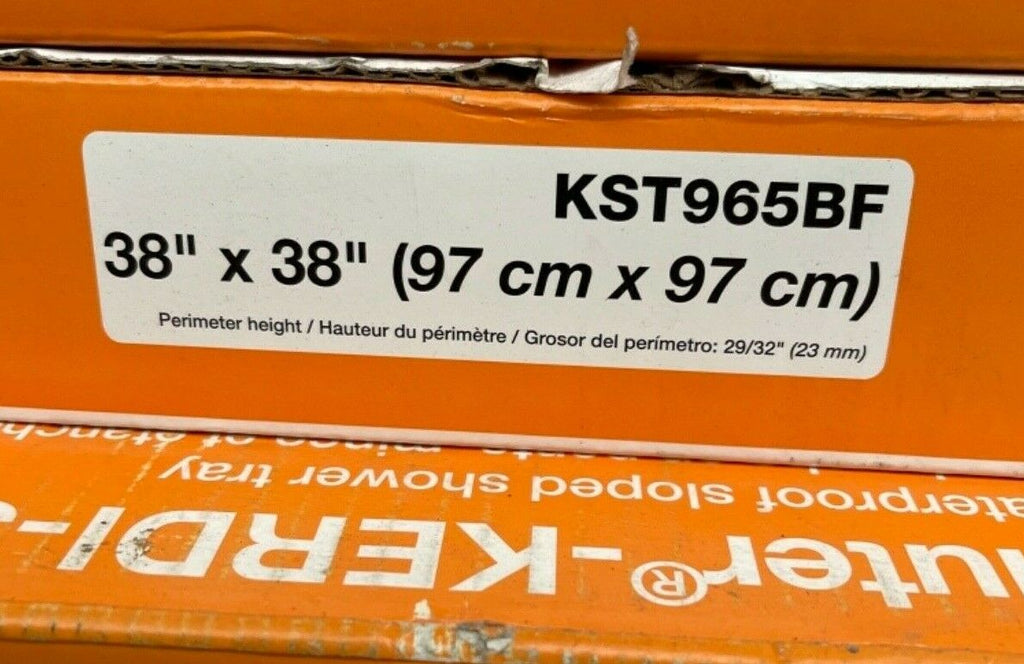 KST965BF
38" x 38" (97 cm x 97 cm)
Perimeter height / Hauteur du périmètre / Grosor del perímetro: 29/32" (23 mm)
uter®-KERDI-
aterproof sloped shower tray